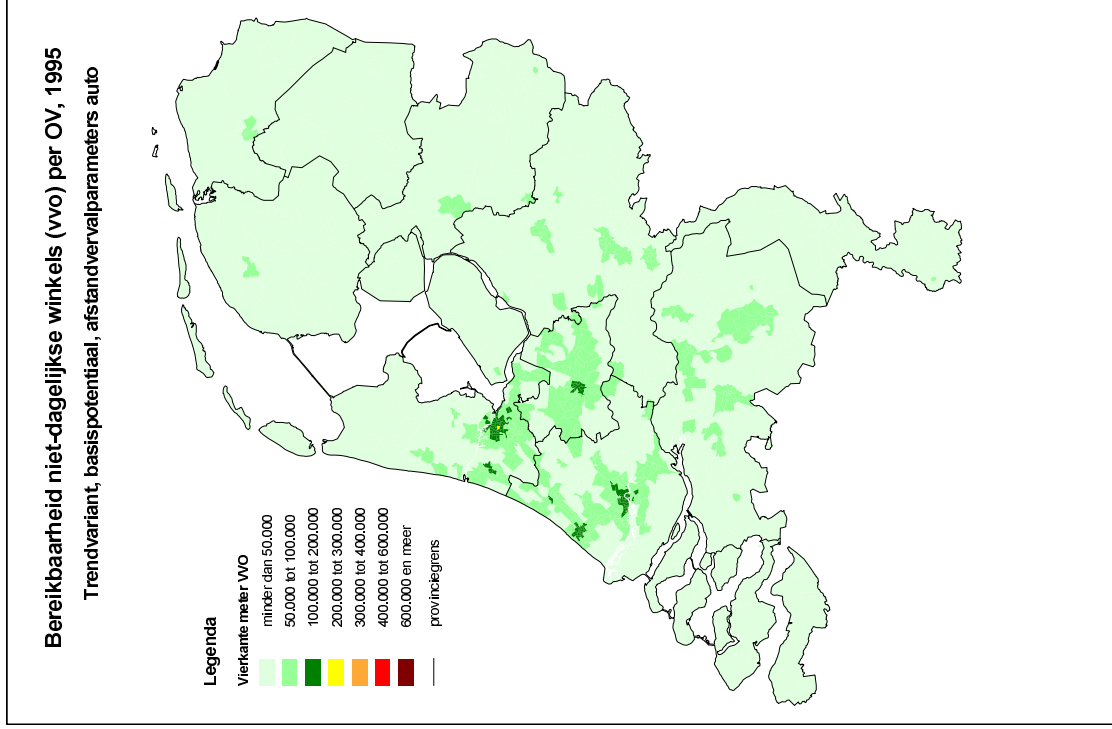 Bereikbaarheid niet-dagelijkse winkels (vvo) per OV, 1995
Trendvariant, basispotentiaal, afstandvervalparameters auto
Legenda
Vierkante meter VVO
minder dan 50.000
50.000 tot 100.000
100.000 tot 200.000
200.000 tot 300.000
300.000 tot 400.000
400.000 tot 600.000
600.000 en meer
provinciegrens